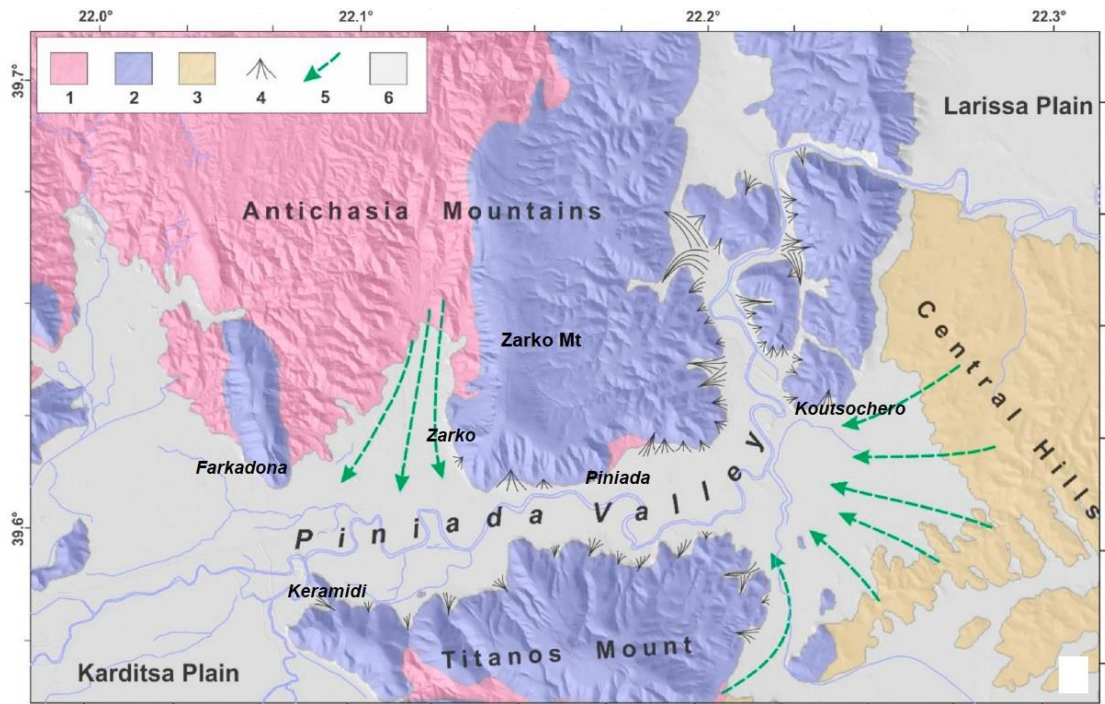 22.0°
22.1°
22.2°
22.3°
39.7°
39.6°
1
2
3
4
5
6
Larissa Plain
Antichasia Mountains
Zarko Mt
Central Hills
Koutsochero
Zarko
Farkadona
Piniada
Piniada Valley
Keramidi
Titanos Mount
Karditsa Plain